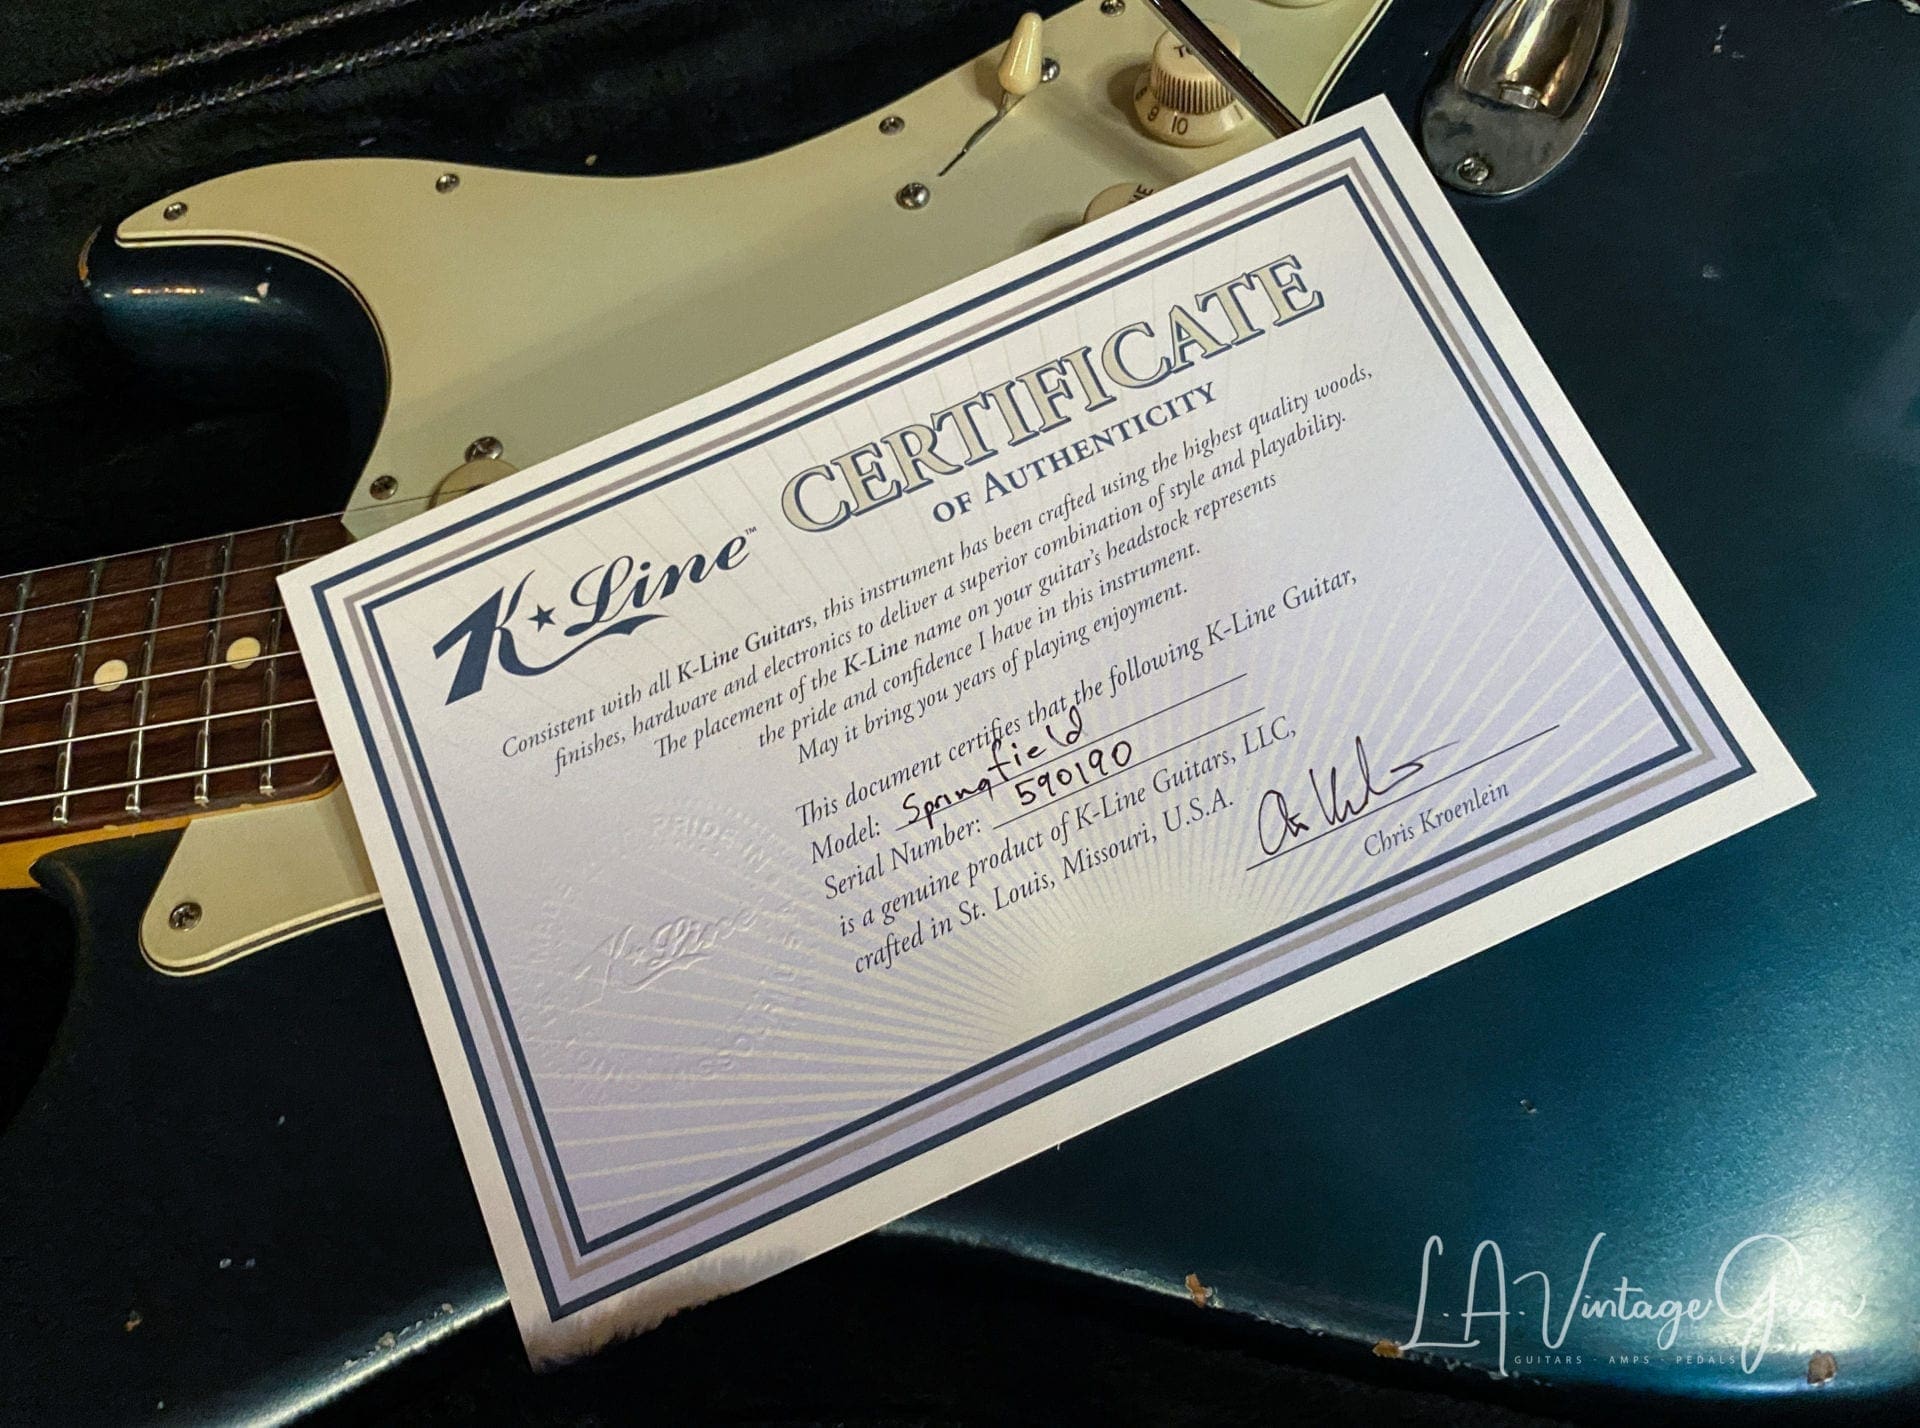 10
K★Line™
CERTIFICATE
OF AUTHENTICITY
Consistent with all K-Line Guitars, this instrument has been crafted using the highest quality woods,
finishes, hardware and electronics to deliver a superior combination of style and playability.
The placement of the K-Line name on your guitar's headstock represents
the pride and confidence I have in this instrument.
May it bring you years of playing enjoyment.
This document certifies that the following K-Line Guitar,
Model: Springfield
Serial Number: 590190
is a genuine product of K-Line Guitars, LLC,
crafted in St. Louis, Missouri, U.S.A.
Chris Kroenlein
PRIDE IN
K★Line
L.A. Vintage Gear
GUITARS · AMPS · PEDALS